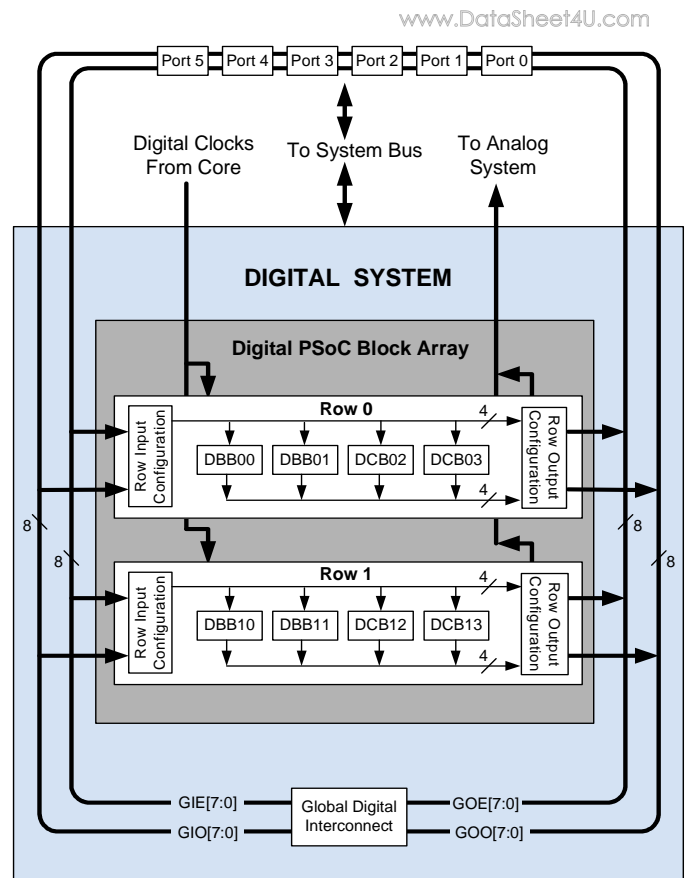 www.DataSheet4U.com
Port 5
Port 4
Port 3
Port 2
Port 1
Port 0
Digital Clocks
From Core
To System Bus
To Analog
System
DIGITAL SYSTEM
Digital PSoC Block Array
Row 0
4
Row Input
Configuration
DBB00
DBB01
DCB02
DCB03
4
Row Output
Configuration
8
8
8
8
Row 1
4
Row Input
Configuration
DBB10
DBB11
DCB12
DCB13
4
Row Output
Configuration
GIE[7:0]
GIO[7:0]
Global Digital
Interconnect
GOE[7:0]
GOO[7:0]